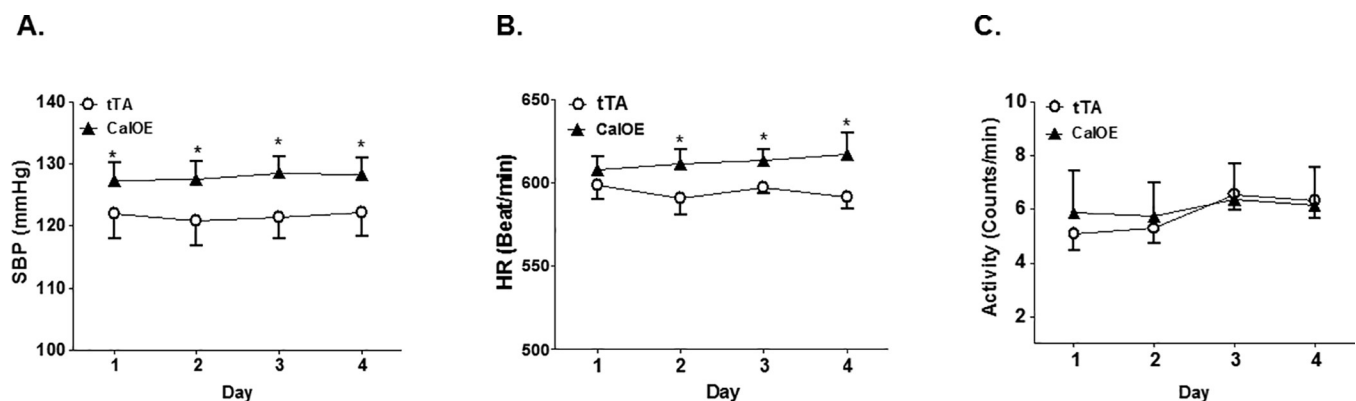 A.
SBP (mmHg)
140
130
120
110
100
tTA
CalOE
* * * *
1 2 3 4
Day
B.
HR (Beat/min)
650
600
550
500
tTA
CalOE
* * *
1 2 3 4
Day
C.
Activity (Counts/min)
10
8
6
4
2
tTA
CalOE
1 2 3 4
Day